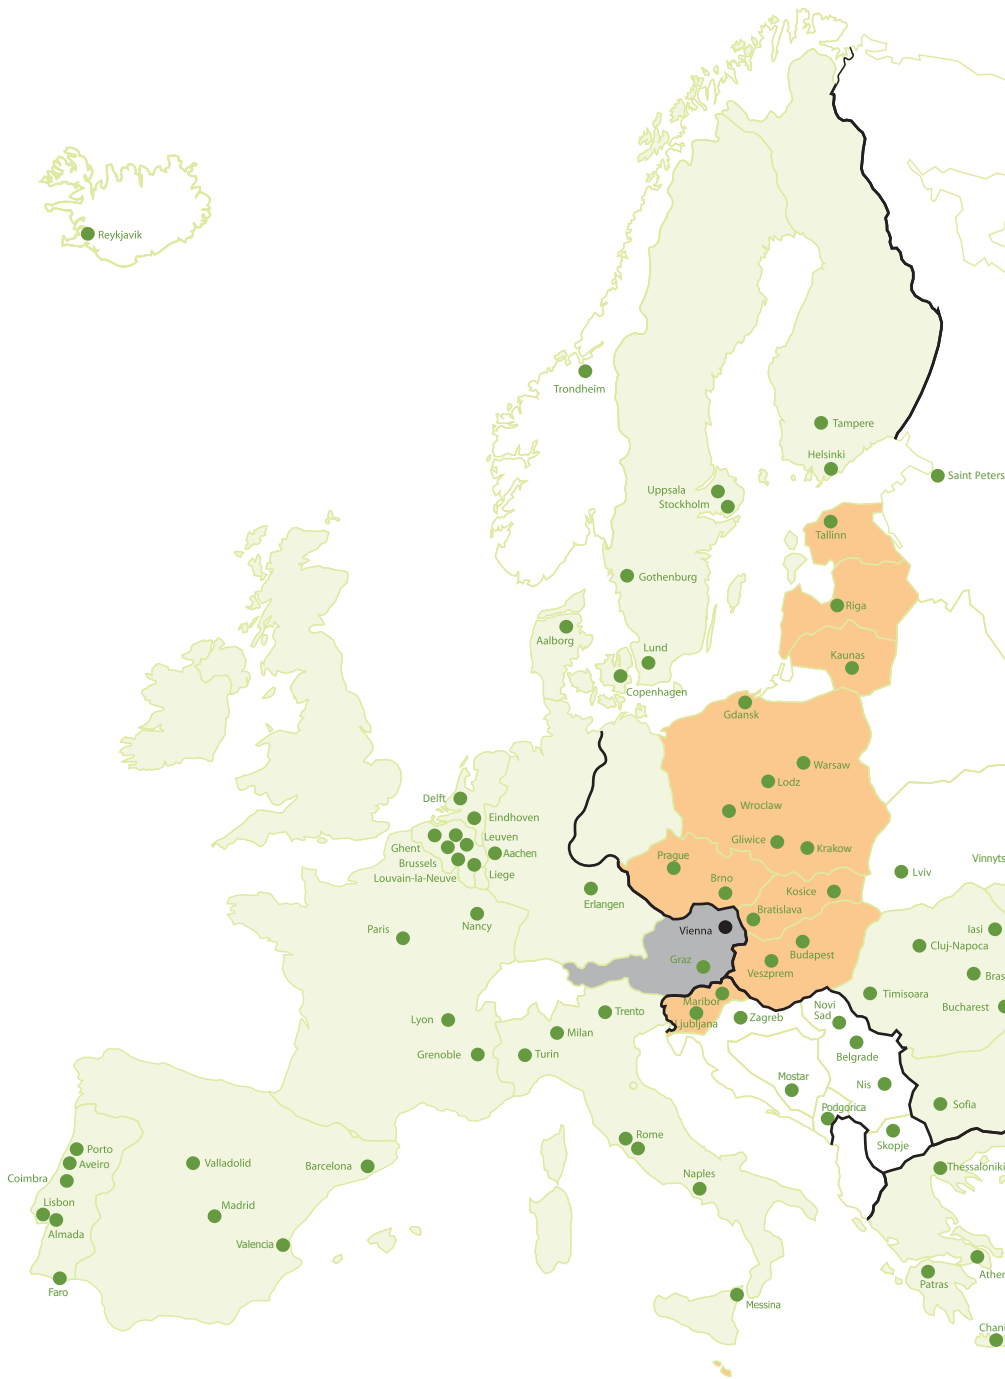 Reykjavik
Trondheim
Tampere
Helsinki
Saint Peters
Uppsala
Stockholm
Tallinn
Gothenburg
Riga
Aalborg
Lund
Kaunas
Copenhagen
Gdansk
Warsaw
Lodz
Delft
Wroclaw
Eindhoven
Leuven
Gliwice
Krakow
Ghent
Aachen
Prague
Vinnyts
Brussels
Liege
Lviv
Louvain-la-Neuve
Brno
Kosice
Erlangen
Bratislava
Nancy
Paris
Vienna
Iasi
Cluj-Napoca
Budapest
Graz
Veszprem
Bras
Timisoara
Maribor
Novi
Sad
Bucharest
Trento
Zagreb
Lyon
Ljubljana
Milan
Grenoble
Turin
Belgrade
Mostar
Nis
Podgorica
Sofia
Rome
Skopje
Porto
Aveiro
Valladolid
Barcelona
Thessaloniki
Coimbra
Naples
Lisbon
Madrid
Almada
Valencia
Faro
Athen
Patras
Messina
Chani